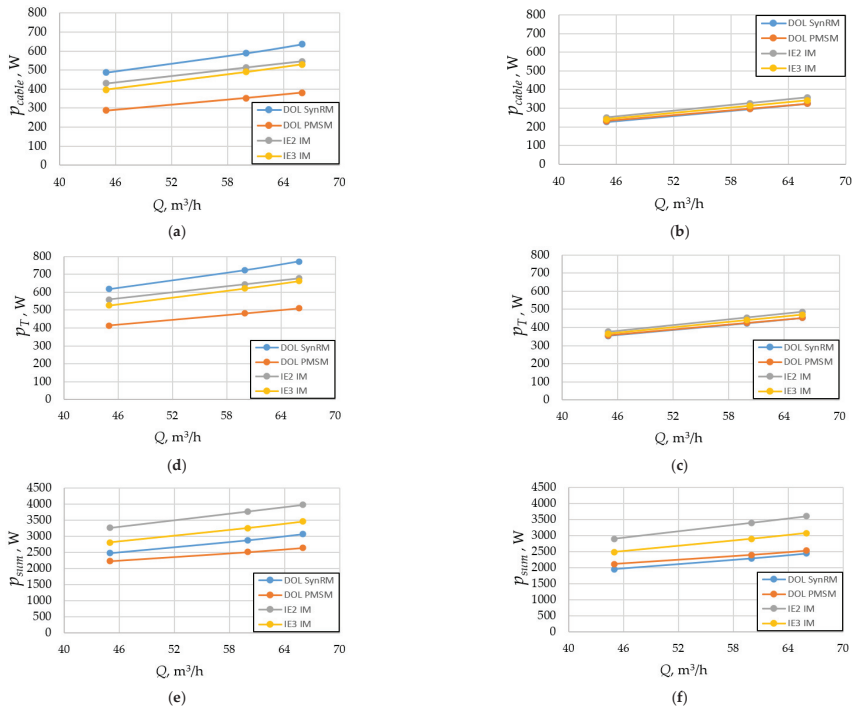 800
700
600
500
400
300
200
100
0
p_cable, W
DOL SynRM
DOL PMSM
IE2 IM
IE3 IM
40 46 52 58 64 70
Q, m³/h
(a)
800
700
600
500
400
300
200
100
0
p_cable, W
DOL SynRM
DOL PMSM
IE2 IM
IE3 IM
40 46 52 58 64 70
Q, m³/h
(b)
800
700
600
500
400
300
200
100
0
p_T, W
DOL SynRM
DOL PMSM
IE2 IM
IE3 IM
40 46 52 58 64 70
Q, m³/h
(d)
800
700
600
500
400
300
200
100
0
p_T, W
DOL SynRM
DOL PMSM
IE2 IM
IE3 IM
40 46 52 58 64 70
Q, m³/h
(c)
4500
4000
3500
3000
2500
2000
1500
1000
500
0
p_sum, W
DOL SynRM
DOL PMSM
IE2 IM
IE3 IM
40 46 52 58 64 70
Q, m³/h
(e)
4500
4000
3500
3000
2500
2000
1500
1000
500
0
p_sum, W
DOL SynRM
DOL PMSM
IE2 IM
IE3 IM
40 46 52 58 64 70
Q, m³/h
(f)